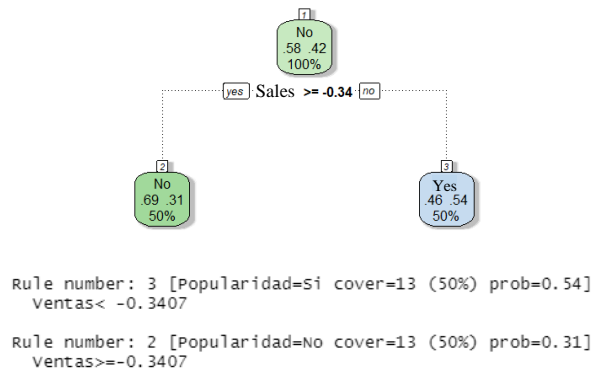 1
No
.58 .42
100%
yes Sales >= -0.34 no
2
No
.69 .31
50%
3
Yes
.46 .54
50%
Rule number: 3 [Popularidad=Si cover=13 (50%) prob=0.54]
Ventas< -0.3407
Rule number: 2 [Popularidad=No cover=13 (50%) prob=0.31]
Ventas>=-0.3407